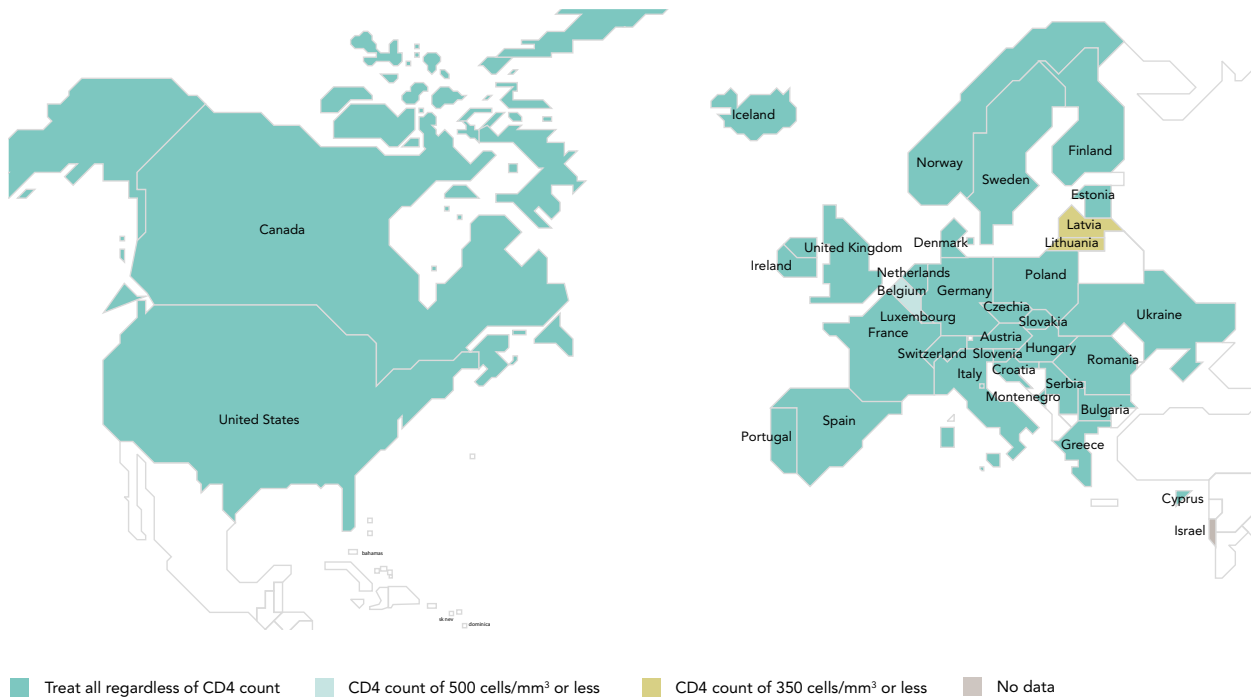 Iceland
Norway
Finland
Sweden
Estonia
Canada
Latvia
United Kingdom
Denmark
Lithuania
Ireland
Netherlands
Poland
Belgium
Germany
Czechia
Luxembourg
Slovakia
Ukraine
France
Austria
Switzerland
Slovenia
Hungary
Romania
Italy
Croatia
Serbia
Montenegro
United States
Spain
Bulgaria
Portugal
Greece
Cyprus
Israel
bahamas
sk nev
dominica
Treat all regardless of CD4 count
CD4 count of 500 cells/mm³ or less
CD4 count of 350 cells/mm³ or less
No data